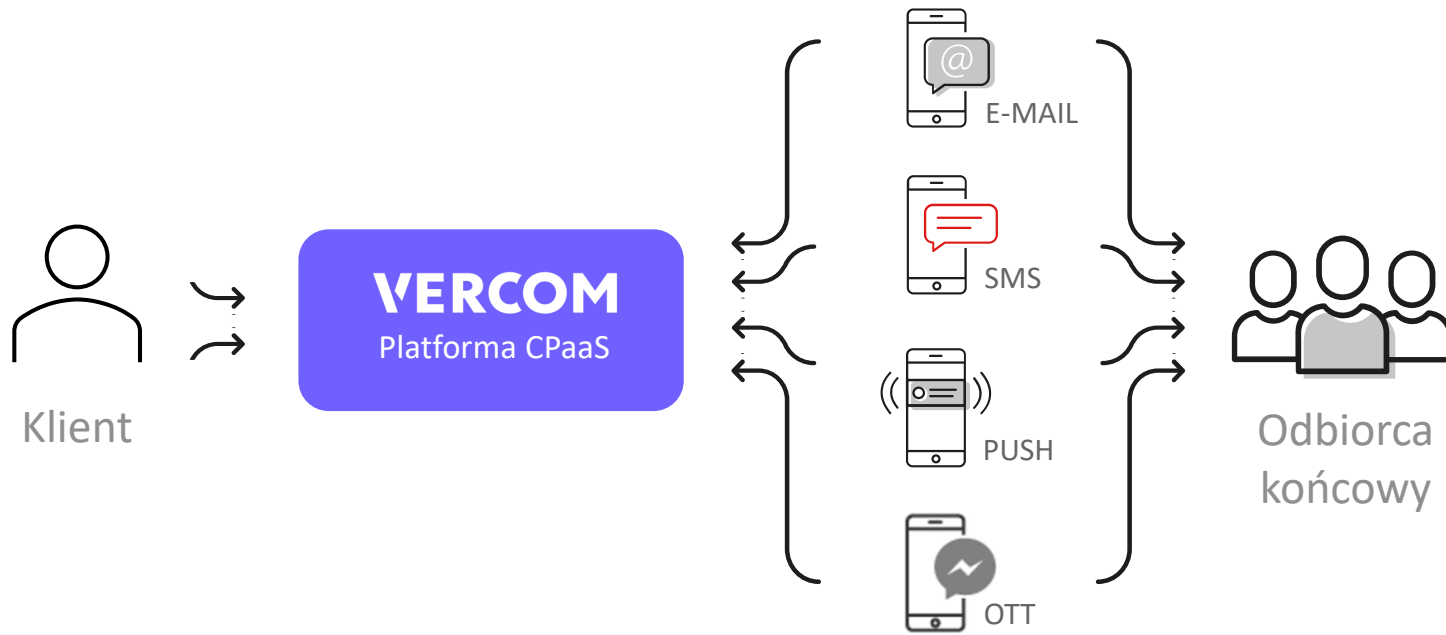 Klient
VERCOM
Platforma CPaaS
@
E-MAIL
SMS
PUSH
OTT
Odbiorca
końcowy